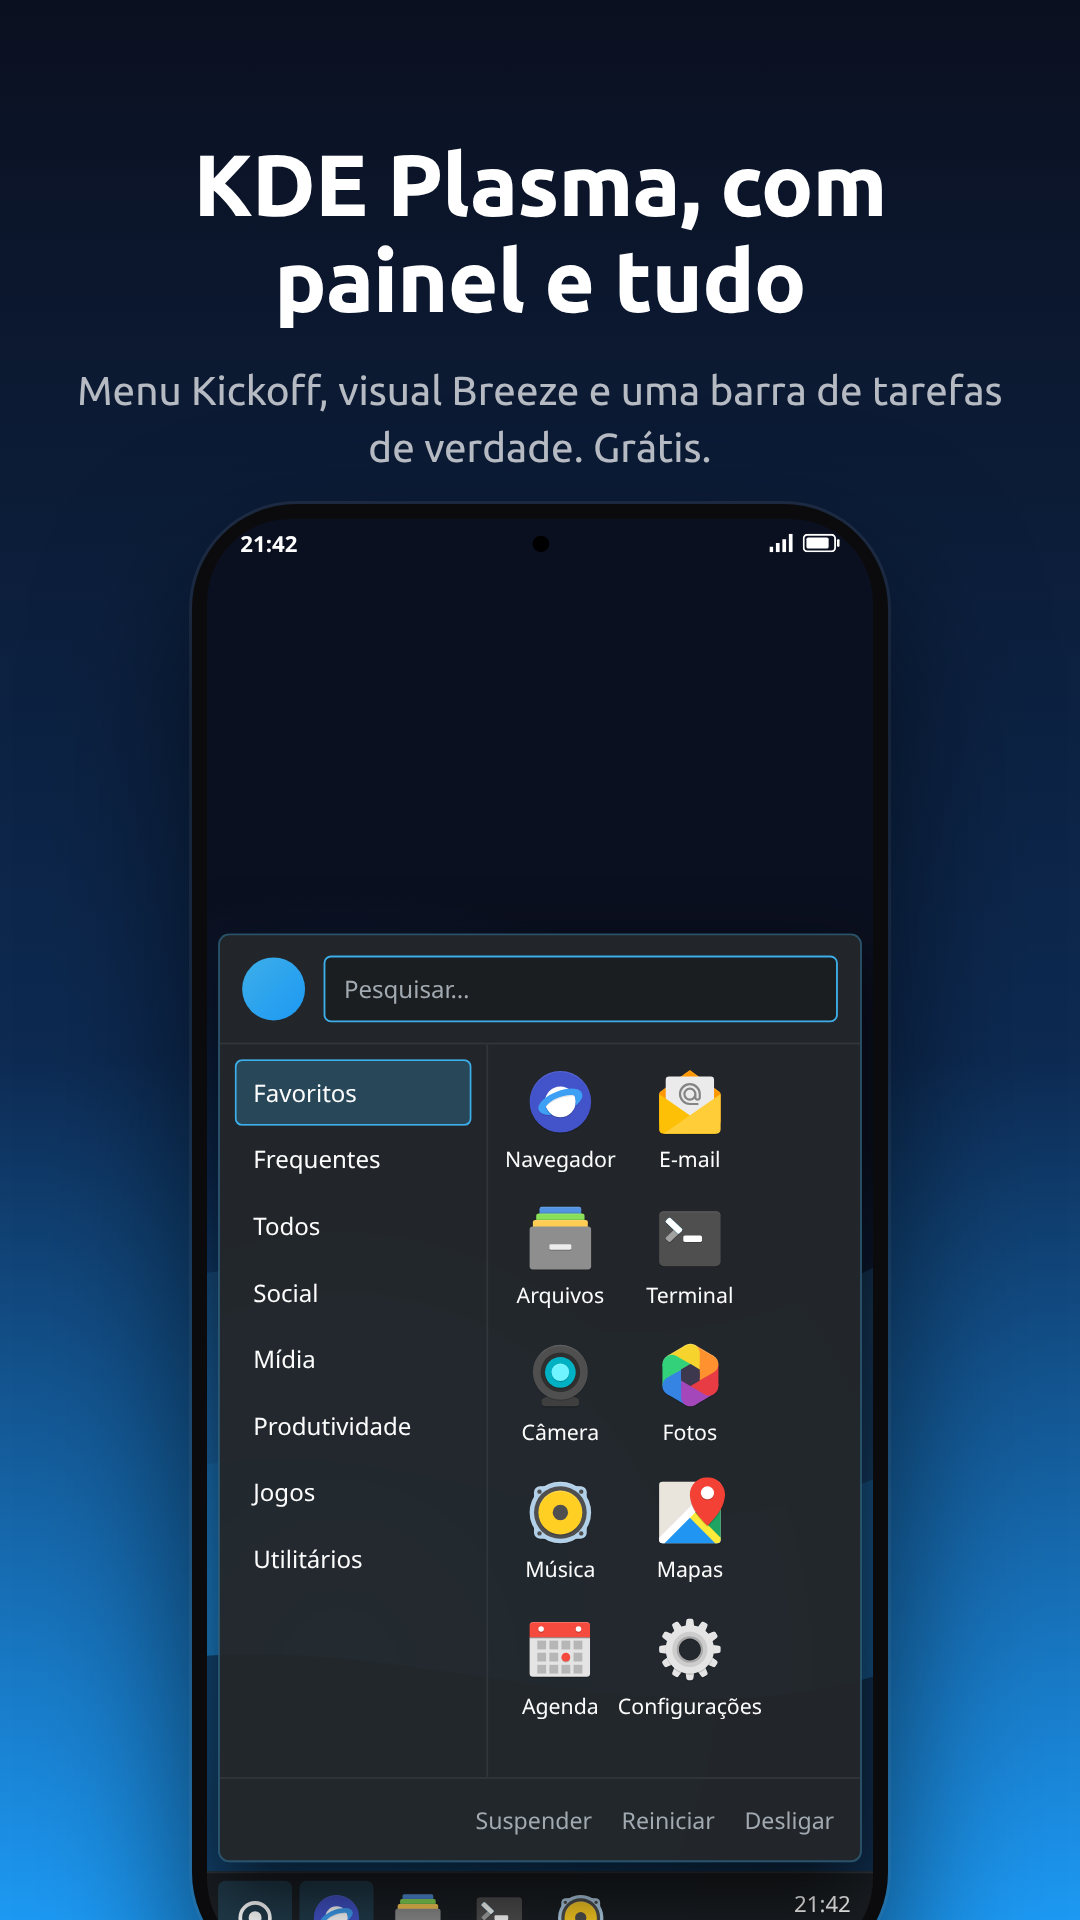 KDE Plasma, com
painel e tudo
Menu Kickoff, visual Breeze e uma barra de tarefas
de verdade. Grátis.
21:42
Pesquisar...
Favoritos
Frequentes
Todos
Social
Mídia
Produtividade
Jogos
Utilitários
Navegador
E-mail
@
Arquivos
Terminal
Câmera
Fotos
Música
Mapas
Agenda
Configurações
Suspender Reiniciar Desligar
21:42